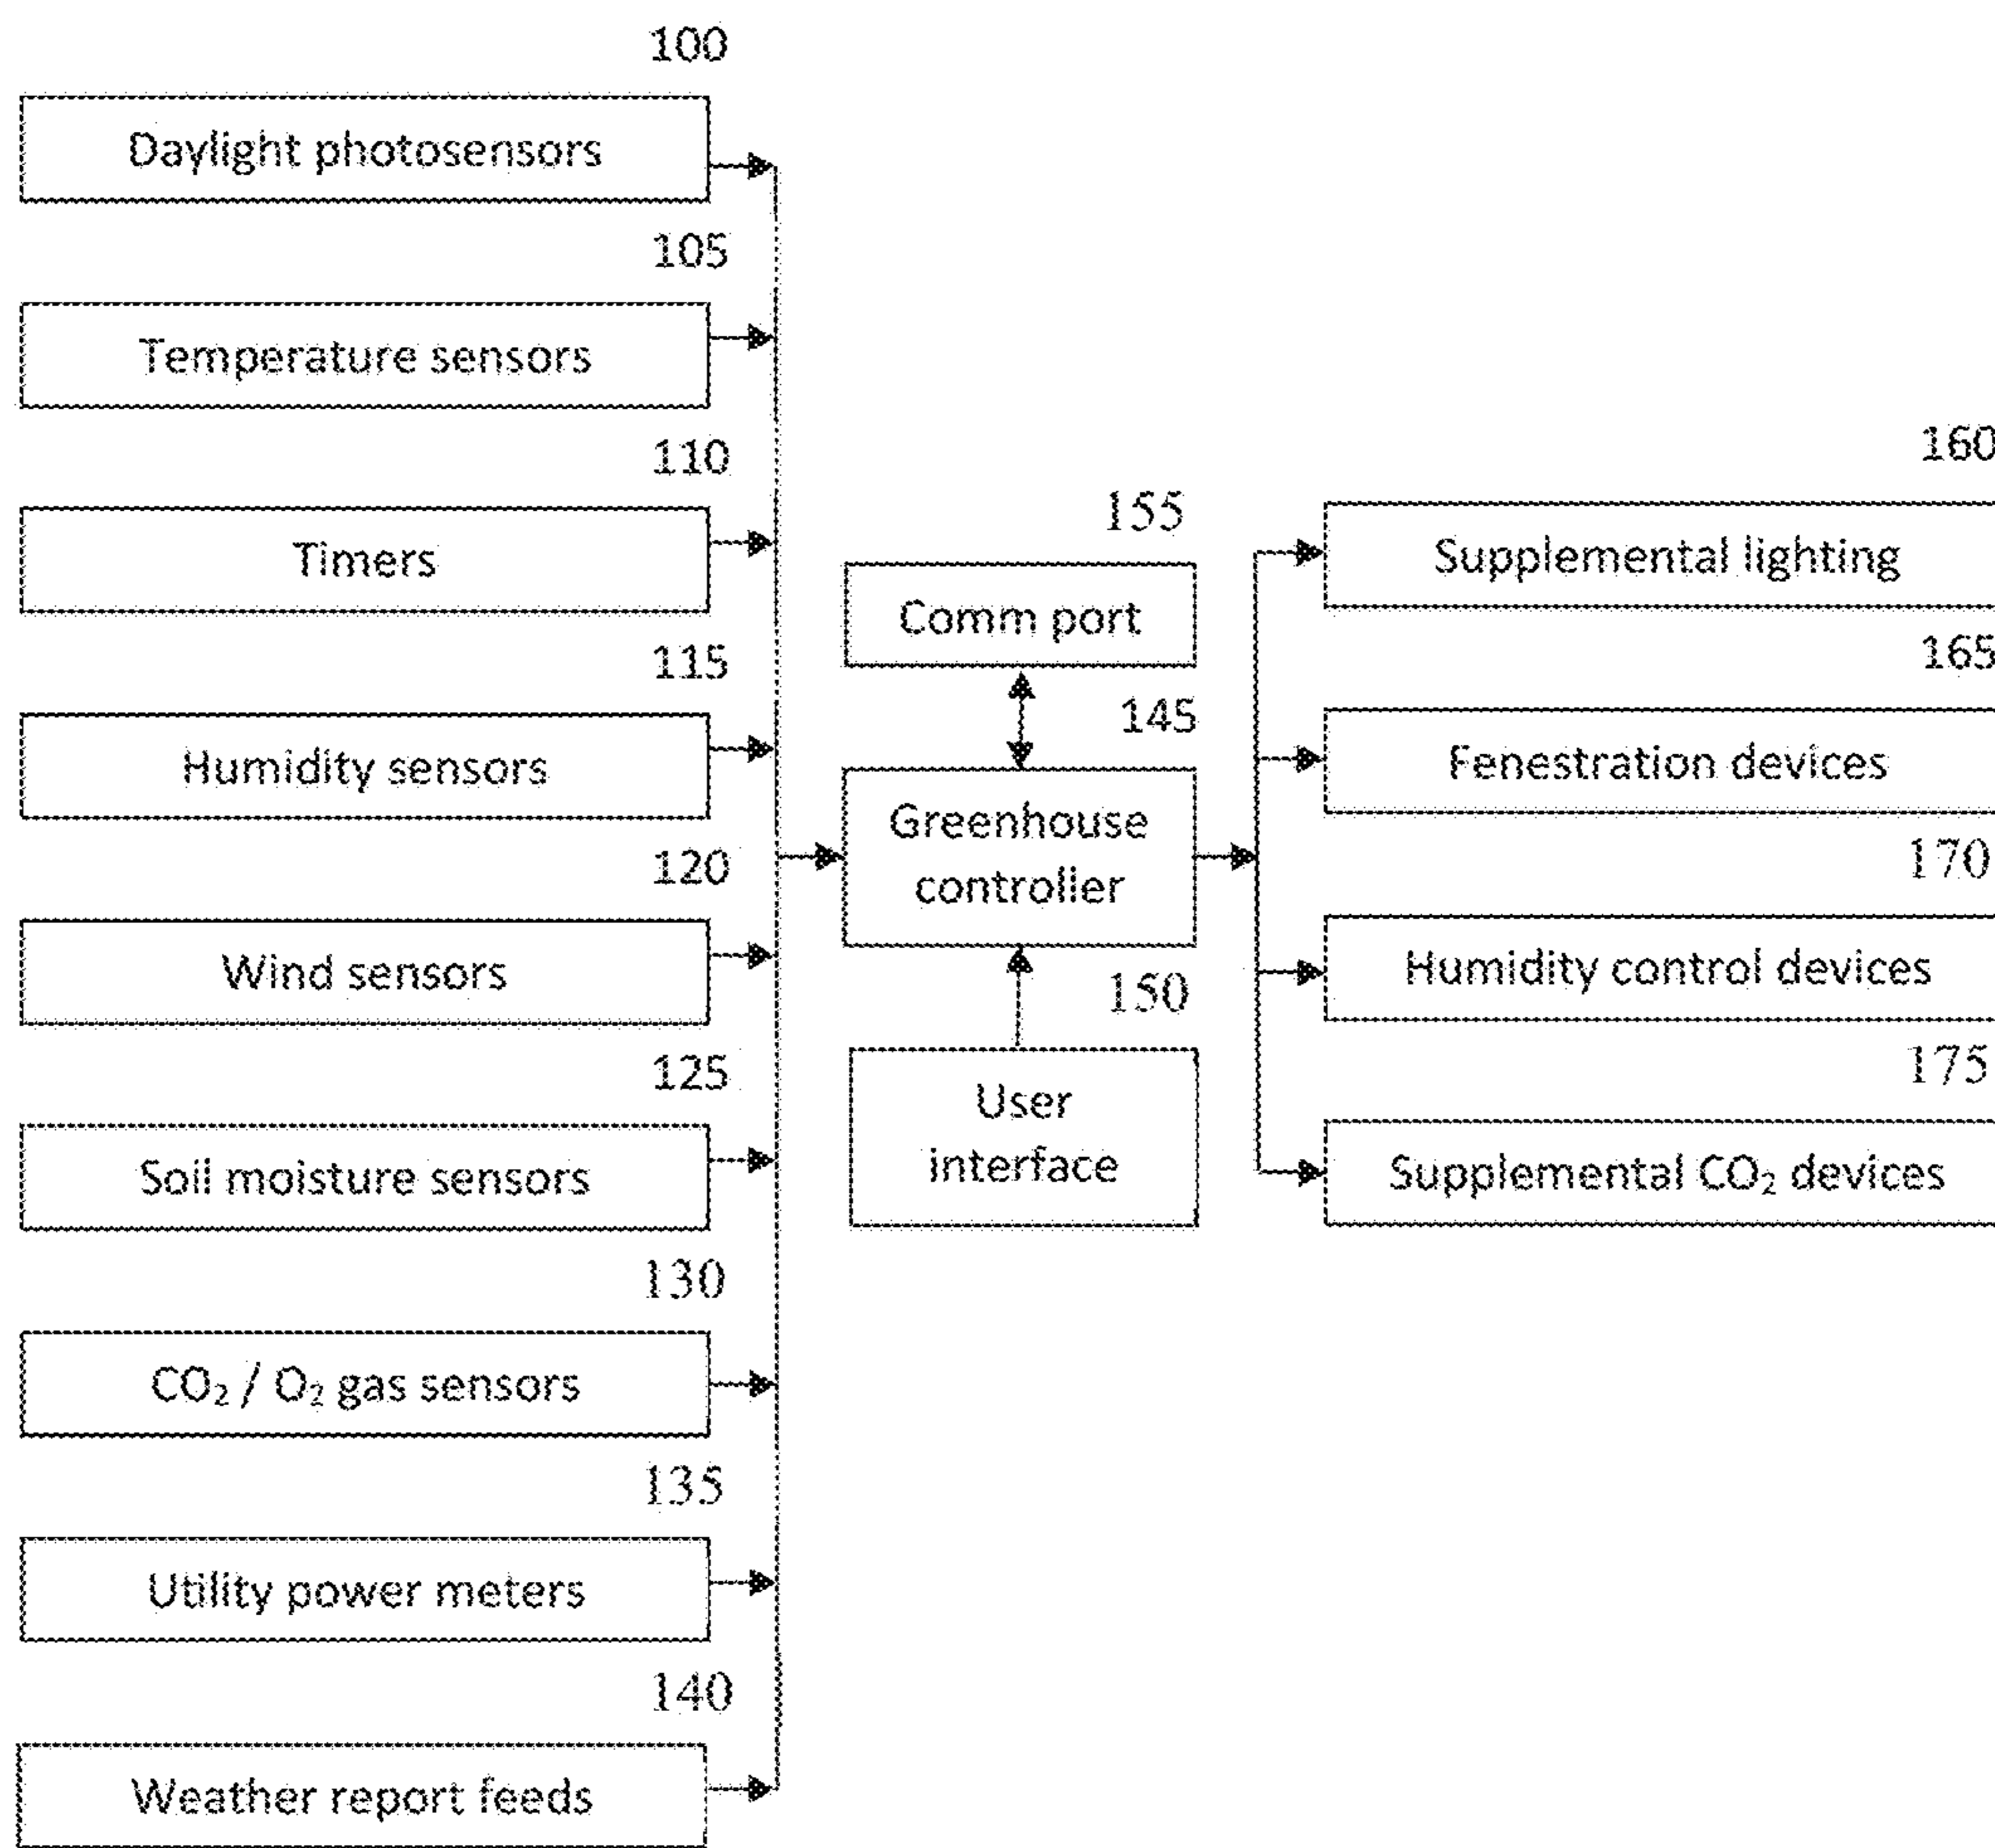 100
Daylight photosensors
105
Temperature sensors
110
Timers
115
Humidity sensors
120
Wind sensors
125
Soil moisture sensors
130
CO₂ / O₂ gas sensors
135
Utility power meters
140
Weather report feeds
155
Comm port
145
Greenhouse
controller
150
User
interface
160
Supplemental lighting
165
Fenestration devices
170
Humidity control devices
175
Supplemental CO₂ devices